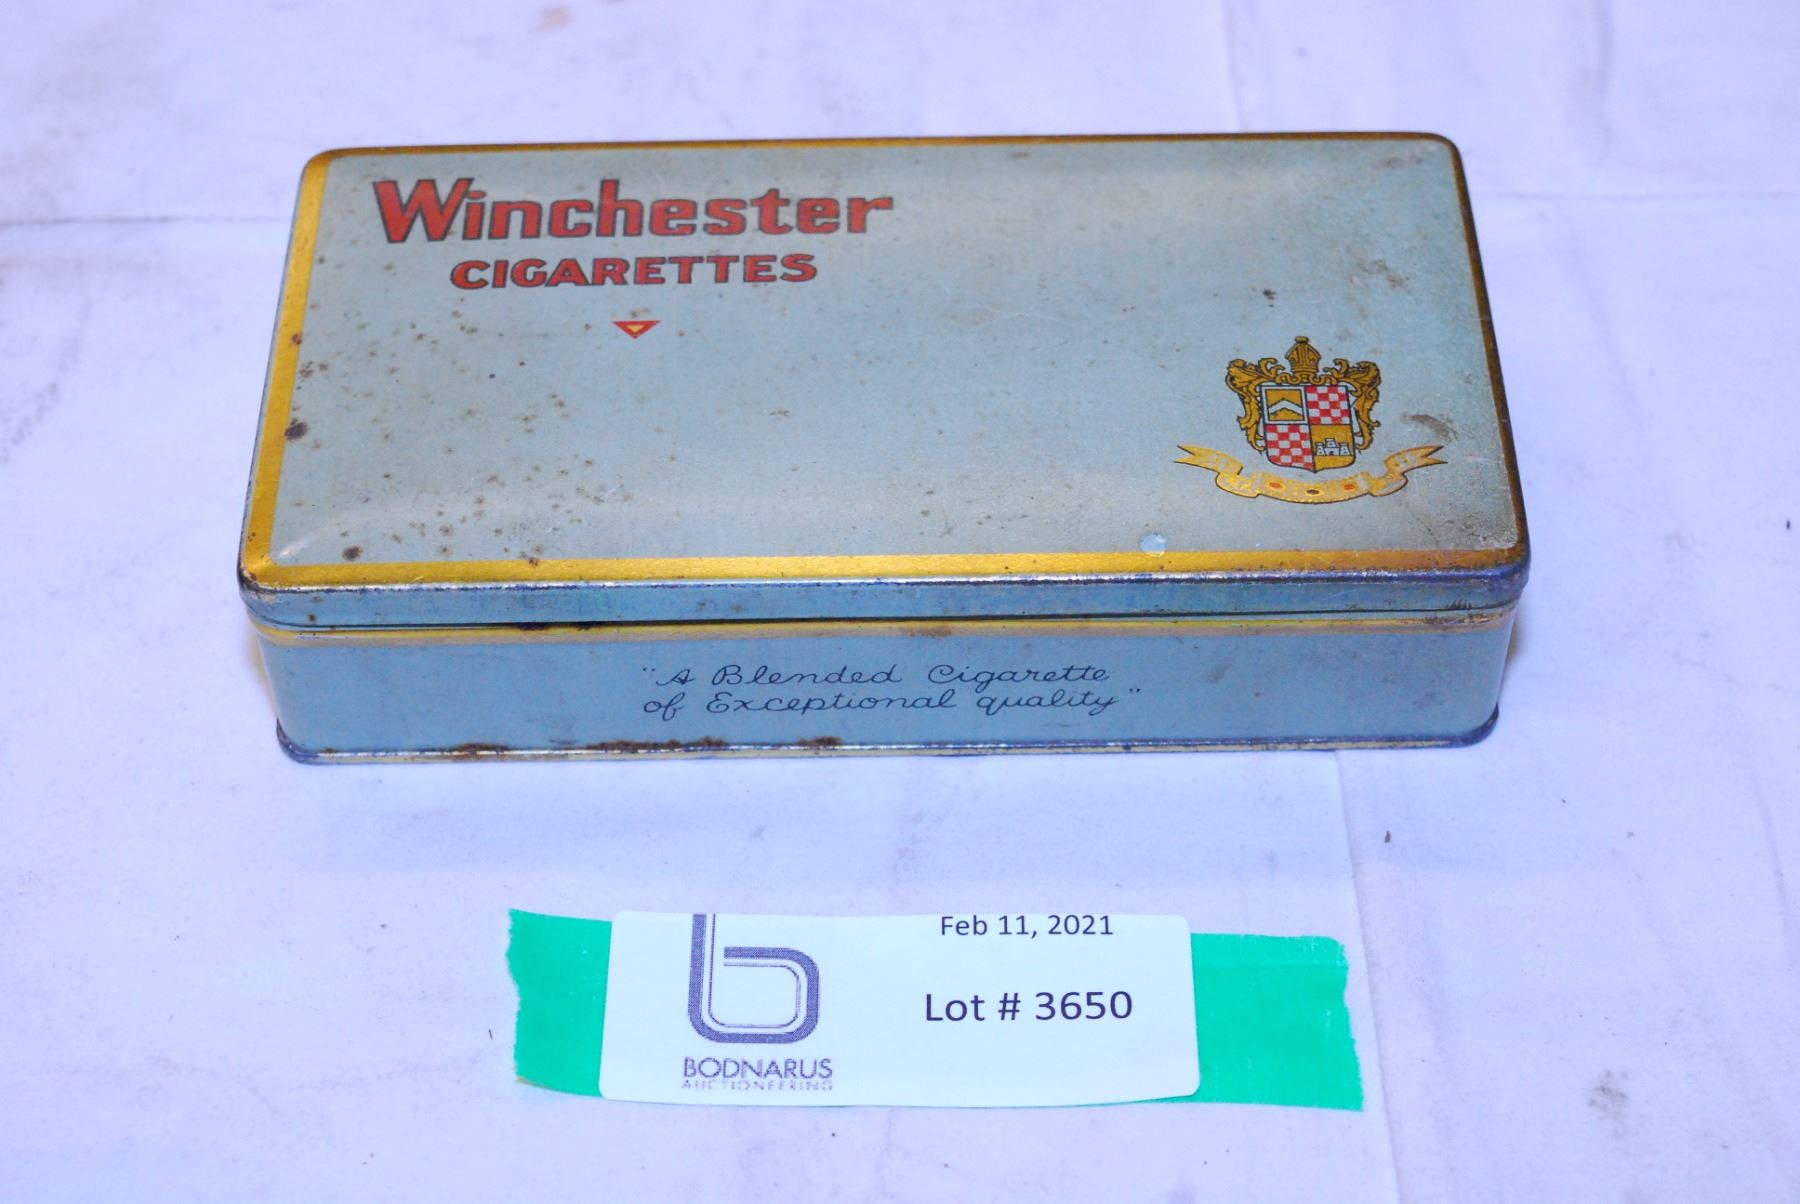 Winchester
CIGARETTES
"A Blended Cigarette
of Exceptional quality"
Feb 11, 2021
Lot # 3650
BODNARUS
AUCTIONEERING